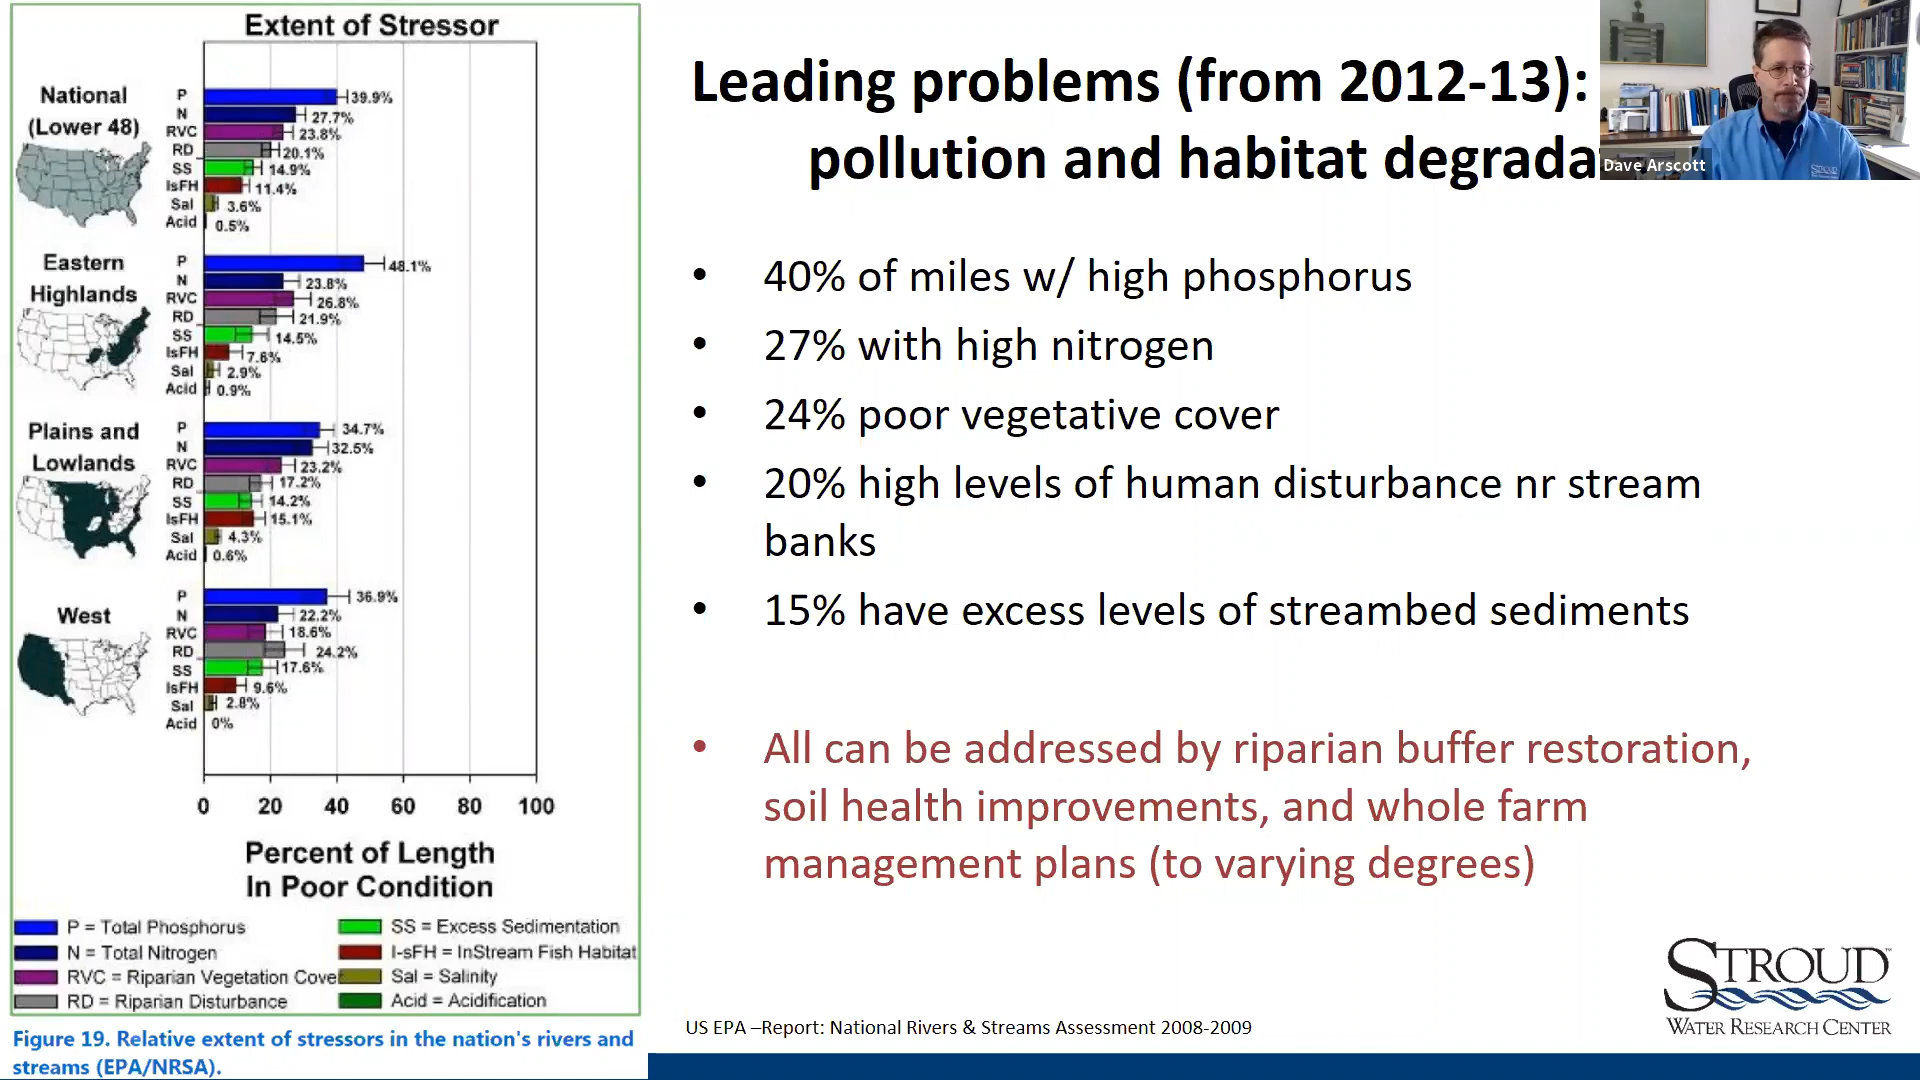 Extent of Stressor
National
(Lower 48)
P 39.9%
N 27.7%
RVC 23.8%
RD 20.1%
SS 14.9%
IsFH 11.4%
Sal 3.6%
Acid 0.5%
Eastern
Highlands
P 48.1%
N 23.8%
RVC 26.8%
RD 21.9%
SS 14.5%
IsFH 7.6%
Sal 2.9%
Acid 0.9%
Plains and
Lowlands
P 34.7%
N 32.5%
RVC 23.2%
RD 17.2%
SS 14.2%
IsFH 15.1%
Sal 4.3%
Acid 0.6%
West
P 36.9%
N 22.2%
RVC 18.6%
RD 24.2%
SS 17.6%
IsFH 9.6%
Sal 2.8%
Acid 0%
0 20 40 60 80 100
Percent of Length
In Poor Condition
P = Total Phosphorus
N = Total Nitrogen
RVC = Riparian Vegetation Cove
RD = Riparian Disturbance
SS = Excess Sedimentation
I-sFH = InStream Fish Habitat
Sal = Salinity
Acid = Acidification
Figure 19. Relative extent of stressors in the nation's rivers and
streams (EPA/NRSA).
Leading problems (from 2012-13):
pollution and habitat degrada
• 40% of miles w/ high phosphorus
• 27% with high nitrogen
• 24% poor vegetative cover
• 20% high levels of human disturbance nr stream
banks
• 15% have excess levels of streambed sediments
• All can be addressed by riparian buffer restoration,
soil health improvements, and whole farm
management plans (to varying degrees)
US EPA –Report: National Rivers & Streams Assessment 2008-2009
Dave Arscott
STROUD
STROUD™
WATER RESEARCH CENTER